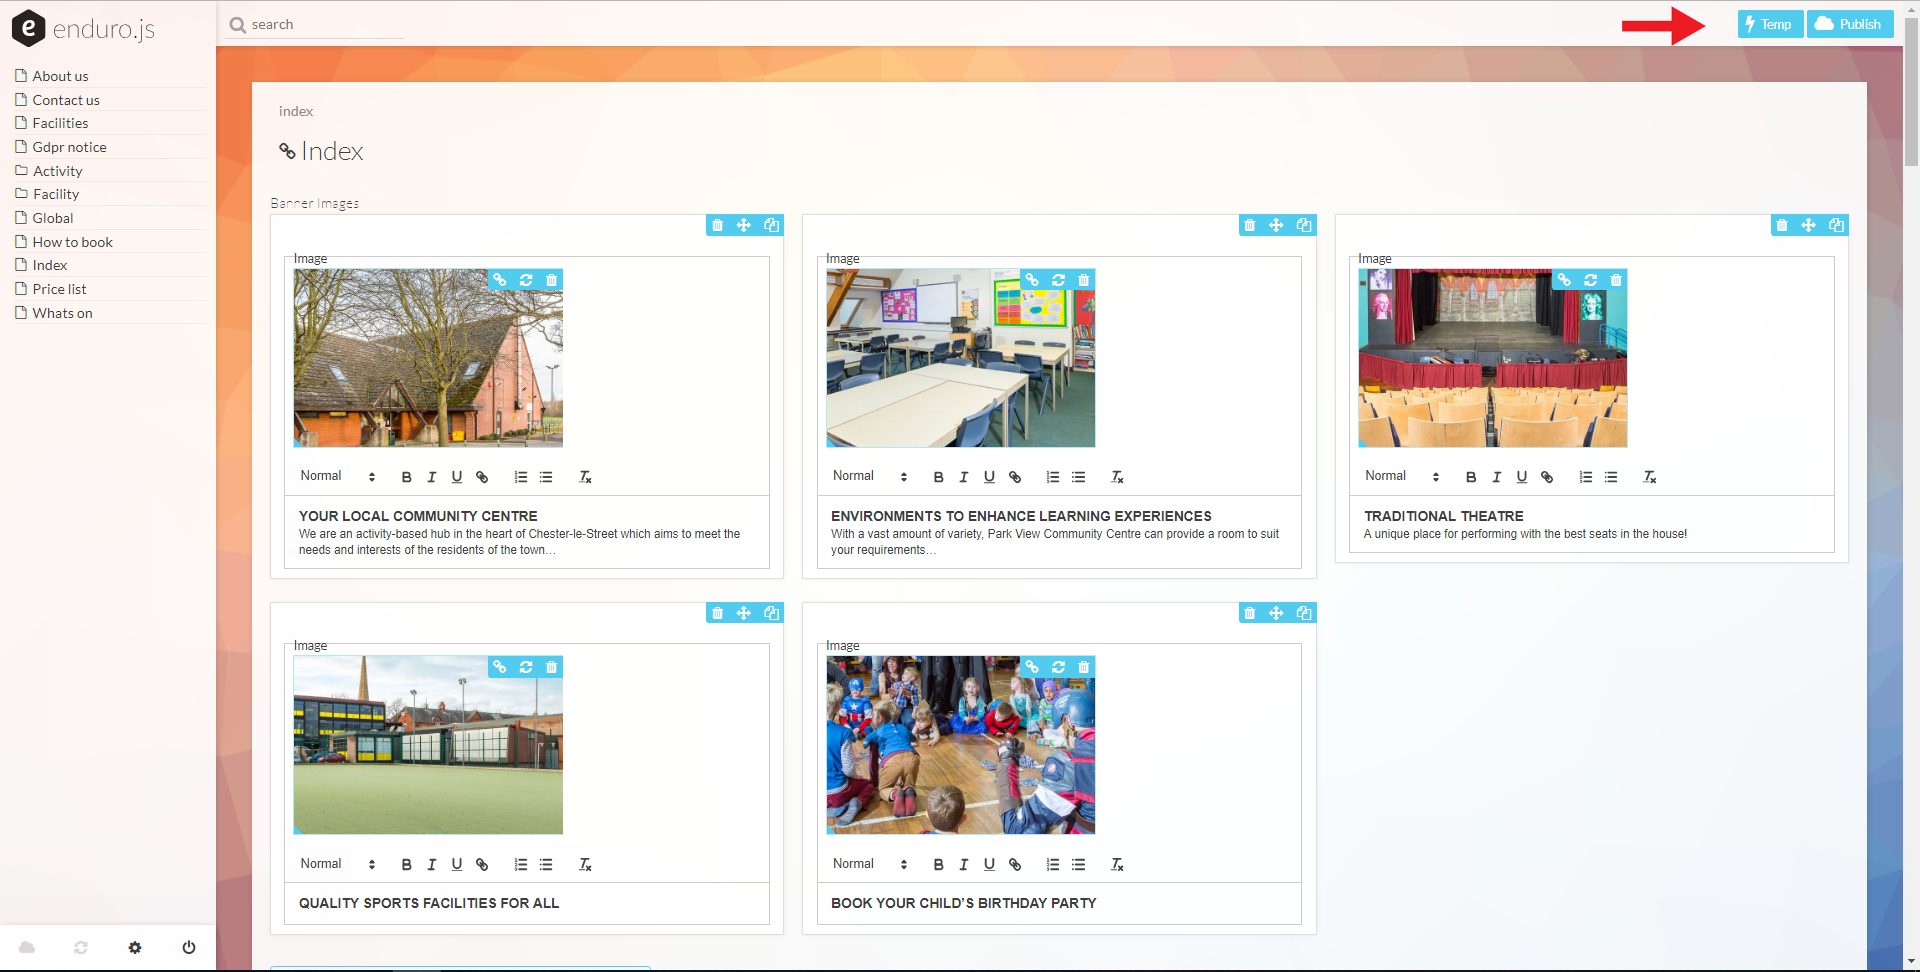 enduro.js
search
Temp
Publish
About us
Contact us
Facilities
Gdpr notice
Activity
Facility
Global
How to book
Index
Price list
Whats on
index
Index
Banner Images
Image
Normal
B I U
YOUR LOCAL COMMUNITY CENTRE
We are an activity-based hub in the heart of Chester-le-Street which aims to meet the
needs and interests of the residents of the town…
Image
Normal
B I U
ENVIRONMENTS TO ENHANCE LEARNING EXPERIENCES
With a vast amount of variety, Park View Community Centre can provide a room to suit
your requirements…
Image
Normal
B I U
TRADITIONAL THEATRE
A unique place for performing with the best seats in the house!
Image
Normal
B I U
QUALITY SPORTS FACILITIES FOR ALL
Image
Normal
B I U
BOOK YOUR CHILD’S BIRTHDAY PARTY